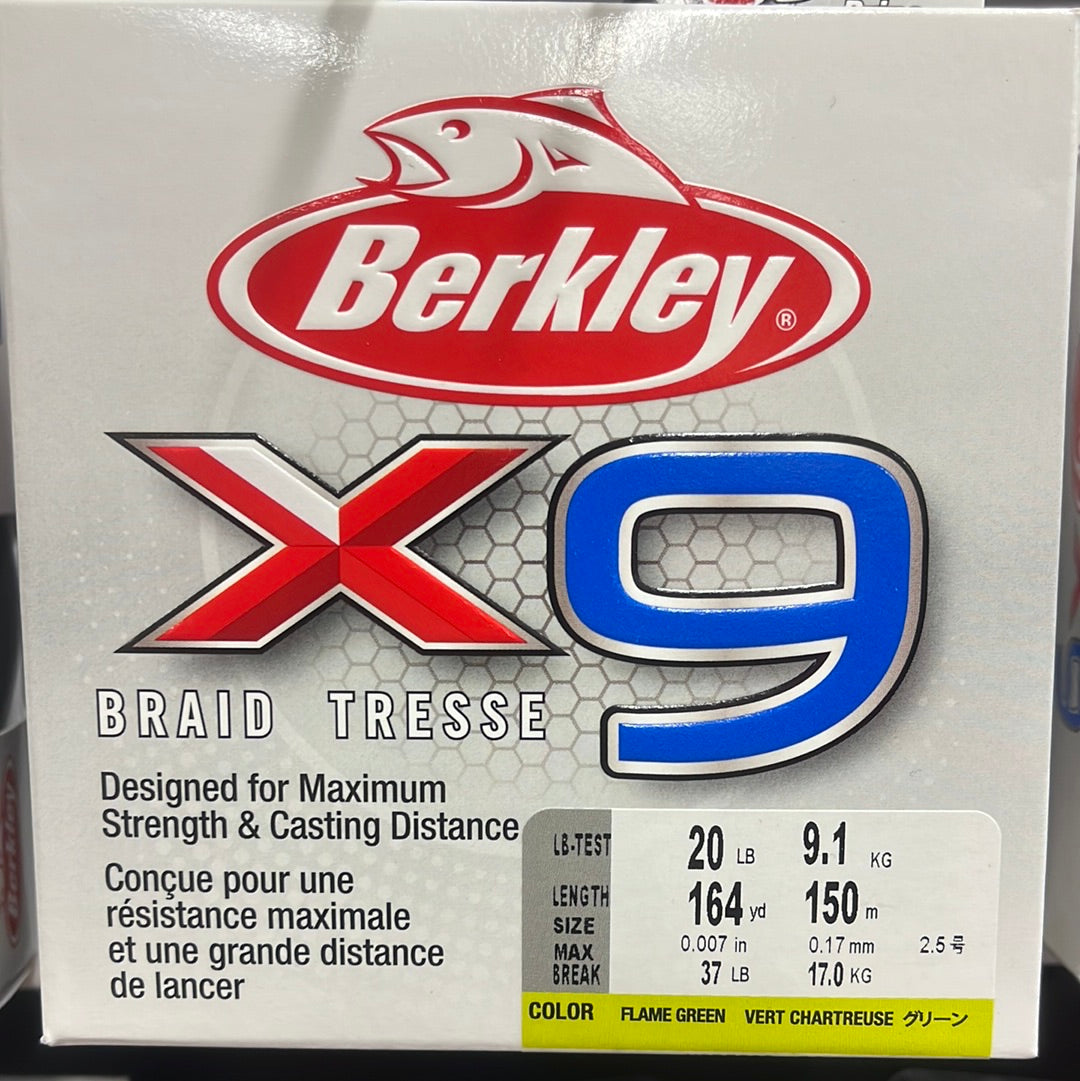 Berkley®
X9
BRAID TRESSE
Designed for Maximum
Strength & Casting Distance
Conçue pour une
résistance maximale
et une grande distance
de lancer
LB-TEST 20 LB 9.1 KG
LENGTH 164 yd 150 m
SIZE 0.007 in 0.17 mm 2.5号
MAX
BREAK 37 LB 17.0 KG
COLOR FLAME GREEN VERT CHARTREUSE グリーン
Berkley